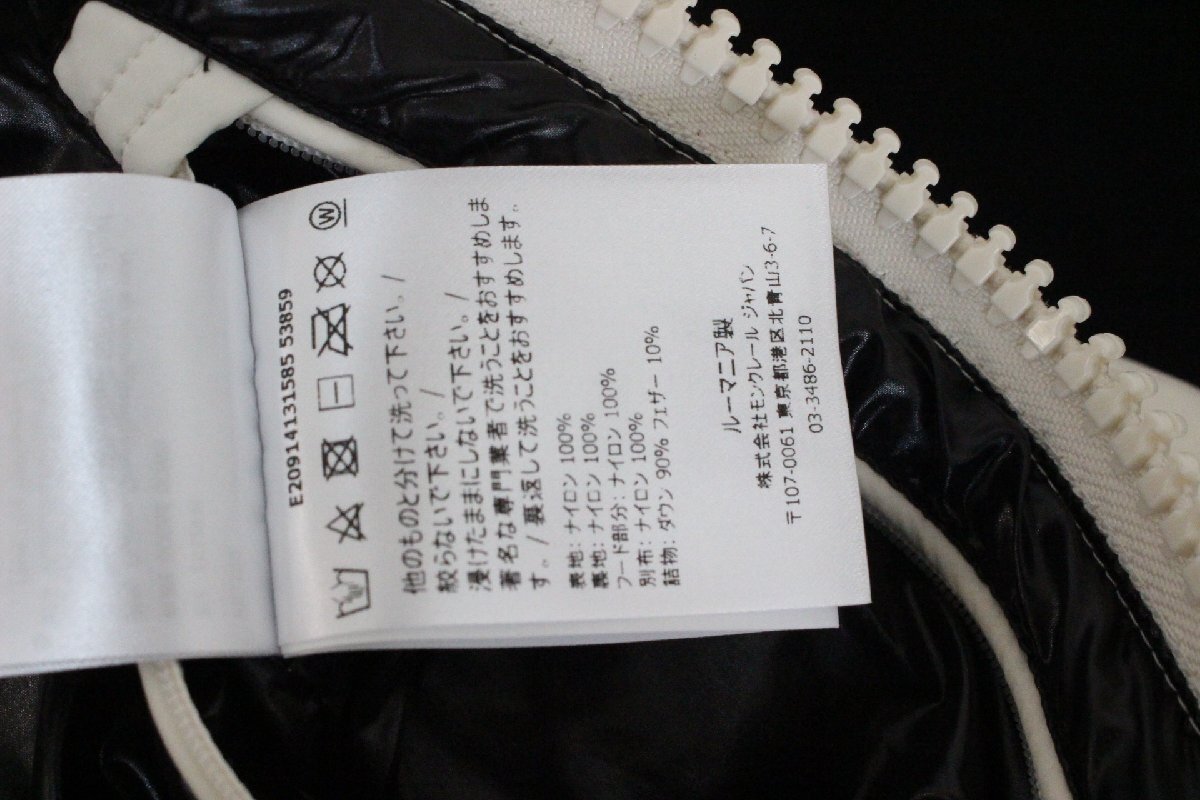 E20914131585 53859
W
他のものと分けて洗って下さい。/
絞らないで下さい。/
浸けたままにしないで下さい。/
著名な専門業者で洗うことをおすすめしま
す。/ 裏返して洗うことをおすすめします。
表地: ナイロン 100%
裏地: ナイロン 100%
フード部分: ナイロン 100%
別布: ナイロン 100%
詰物: ダウン 90% フェザー 10%
ルーマニア製
株式会社モンクレール ジャパン
〒107-0061 東京都港区北青山3-6-7
03-3486-2110